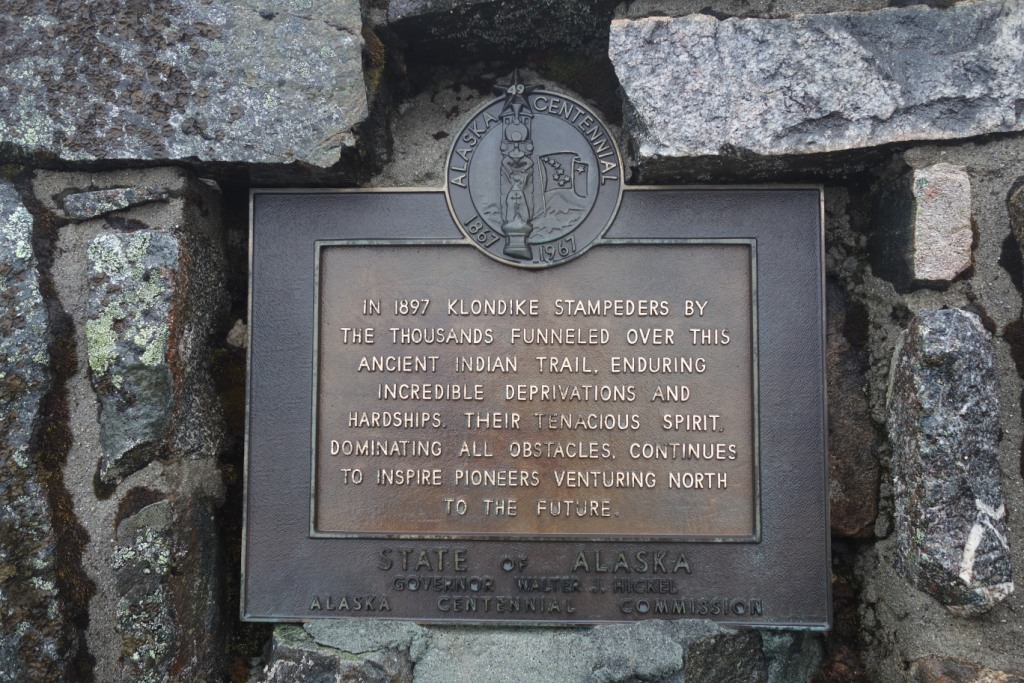 49
ALASKA CENTENNIAL
1867 1967
IN 1897 KLONDIKE STAMPEDERS BY
THE THOUSANDS FUNNELED OVER THIS
ANCIENT INDIAN TRAIL, ENDURING
INCREDIBLE DEPRIVATIONS AND
HARDSHIPS. THEIR TENACIOUS SPIRIT,
DOMINATING ALL OBSTACLES, CONTINUES
TO INSPIRE PIONEERS VENTURING NORTH
TO THE FUTURE.
STATE OF ALASKA
GOVERNOR WALTER J. HICKEL
ALASKA CENTENNIAL COMMISSION